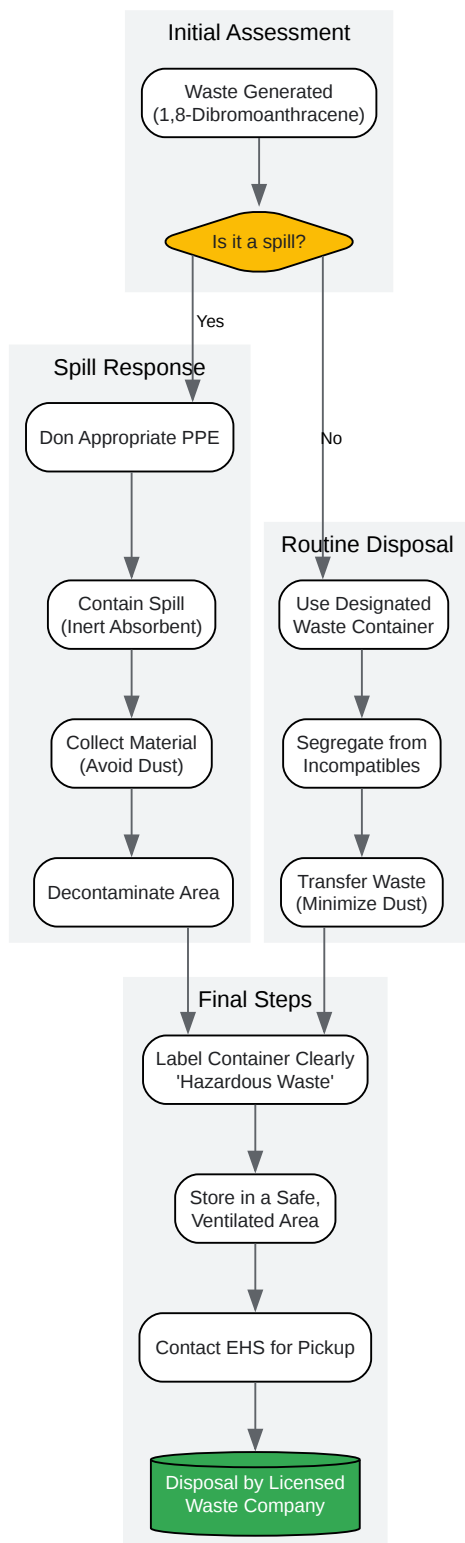 Initial Assessment
Waste Generated
(1,8-Dibromoanthracene)
Is it a spill?
Yes
No
Spill Response
Don Appropriate PPE
Contain Spill
(Inert Absorbent)
Collect Material
(Avoid Dust)
Decontaminate Area
Routine Disposal
Use Designated
Waste Container
Segregate from
Incompatibles
Transfer Waste
(Minimize Dust)
Final Steps
Label Container Clearly
'Hazardous Waste'
Store in a Safe,
Ventilated Area
Contact EHS for Pickup
Disposal by Licensed
Waste Company